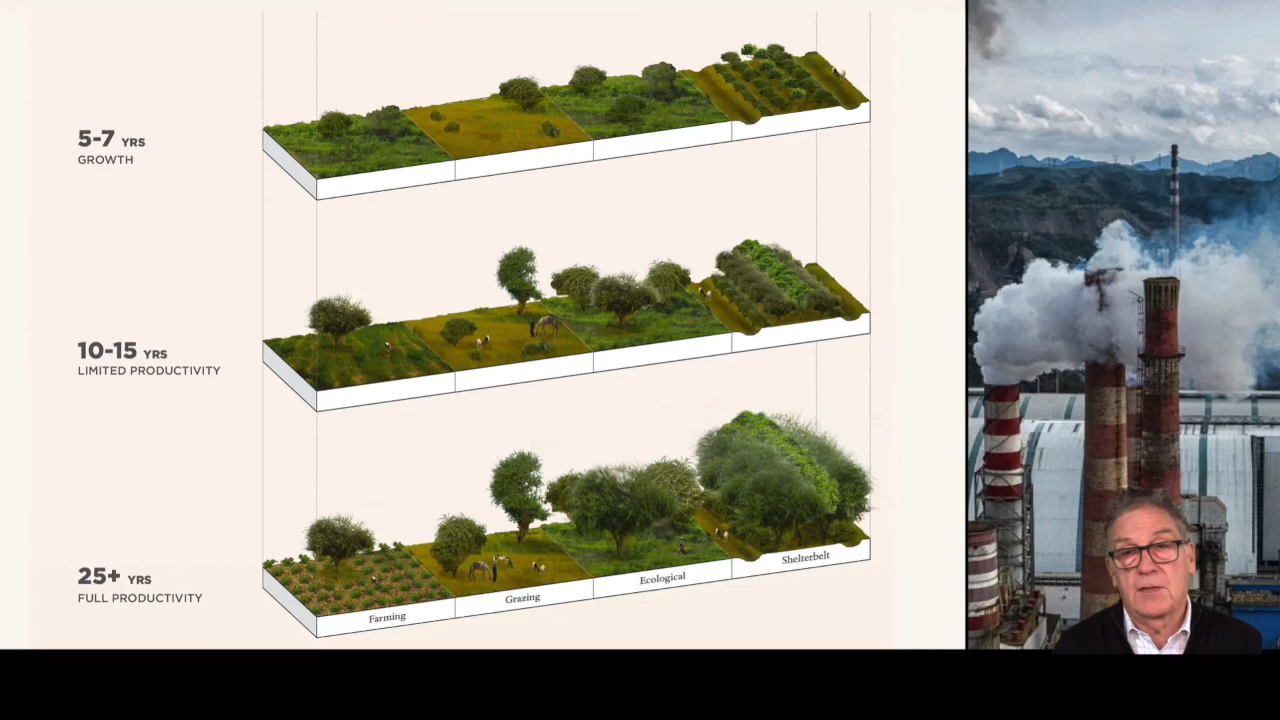 5-7 YRS
GROWTH
10-15 YRS
LIMITED PRODUCTIVITY
25+ YRS
FULL PRODUCTIVITY
Farming
Grazing
Ecological
Shelterbelt